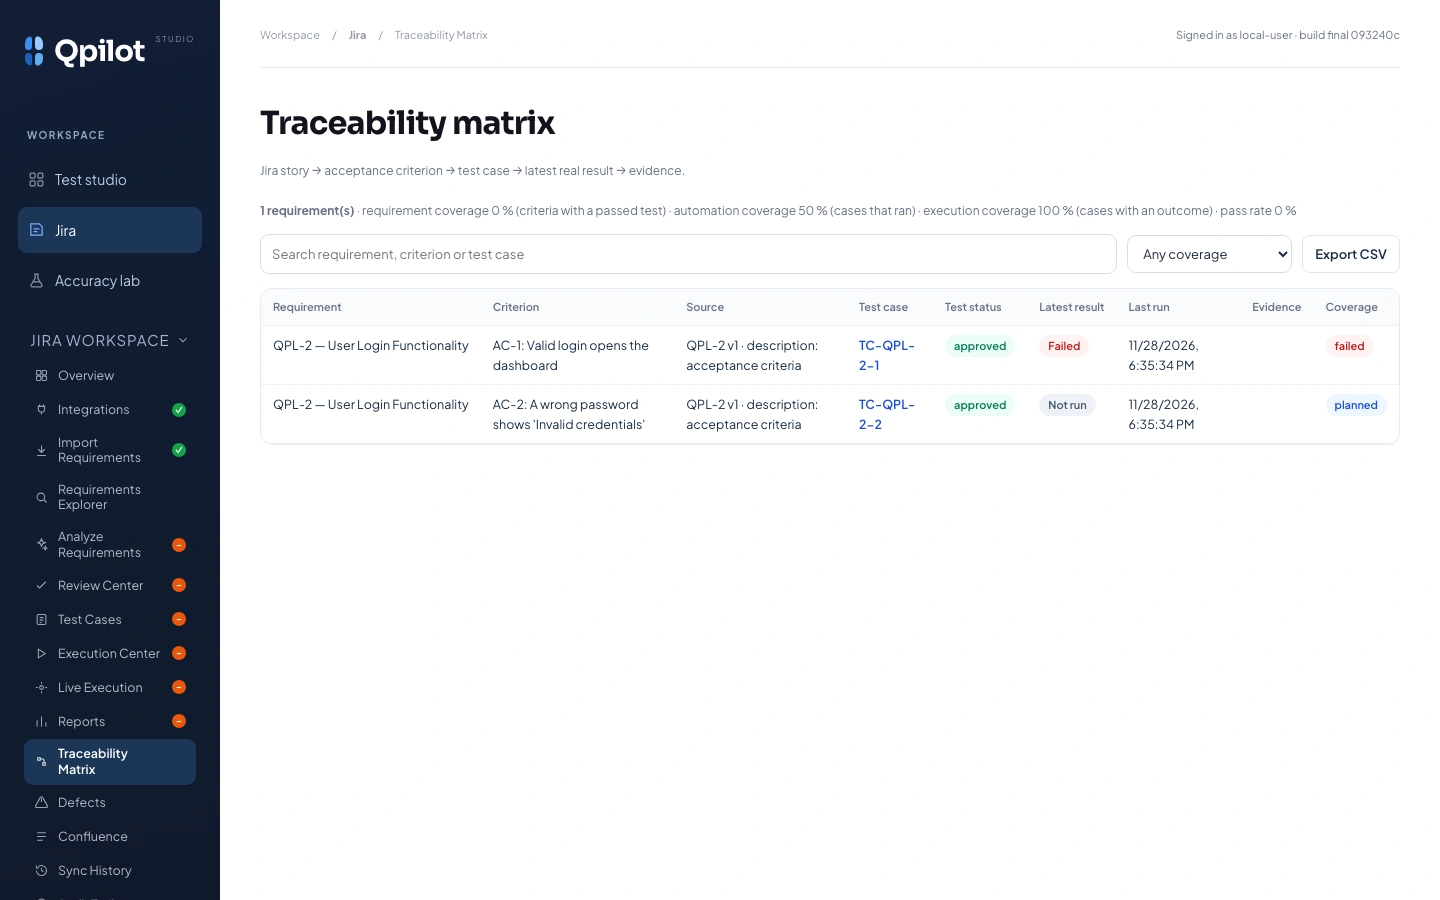 Qpilot STUDIO
WORKSPACE
Test studio
Jira
Accuracy lab
JIRA WORKSPACE
Overview
Integrations
Import
Requirements
Requirements
Explorer
Analyze
Requirements
Review Center
Test Cases
Execution Center
Live Execution
Reports
Traceability
Matrix
Defects
Confluence
Sync History
Workspace / Jira / Traceability Matrix
Signed in as local-user · build final 093240c
Traceability matrix
Jira story → acceptance criterion → test case → latest real result → evidence.
1 requirement(s) · requirement coverage 0 % (criteria with a passed test) · automation coverage 50 % (cases that ran) · execution coverage 100 % (cases with an outcome) · pass rate 0 %
Search requirement, criterion or test case
Any coverage
Export CSV
Requirement Criterion Source Test case Test status Latest result Last run Evidence Coverage
QPL-2 — User Login Functionality AC-1: Valid login opens the QPL-2 v1 · description: TC-QPL- approved Failed 11/28/2026, failed
dashboard acceptance criteria 2-1 6:35:34 PM
QPL-2 — User Login Functionality AC-2: A wrong password QPL-2 v1 · description: TC-QPL- approved Not run 11/28/2026, planned
shows 'Invalid credentials' acceptance criteria 2-2 6:35:34 PM